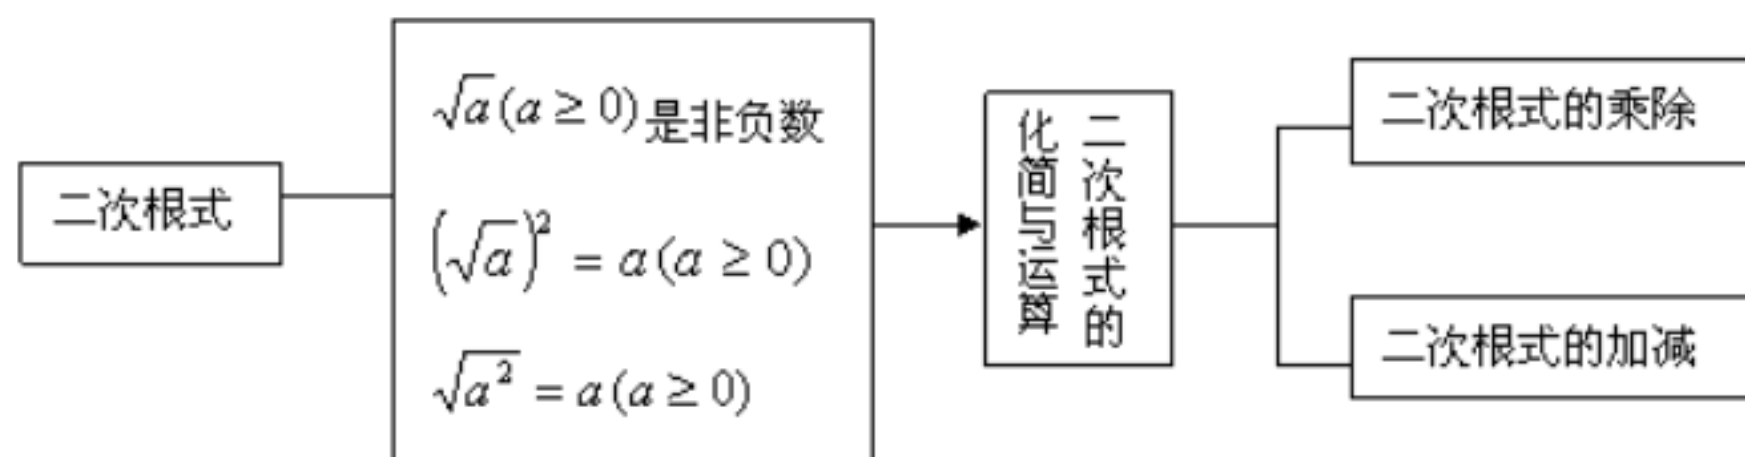 二次根式
√a(a≥0)是非负数
(√a)²=a(a≥0)
√a²=a(a≥0)
二次根式的
化简与运算
二次根式的乘除
二次根式的加减